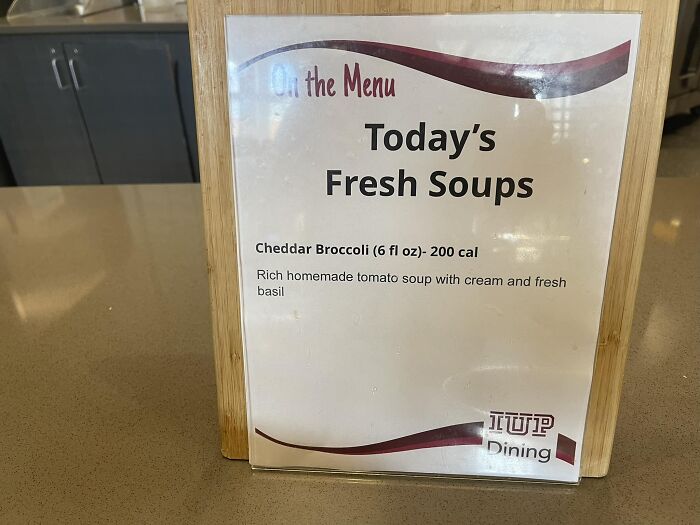 On the Menu
Today's
Fresh Soups
Cheddar Broccoli (6 fl oz)- 200 cal
Rich homemade tomato soup with cream and fresh
basil
IUP
Dining